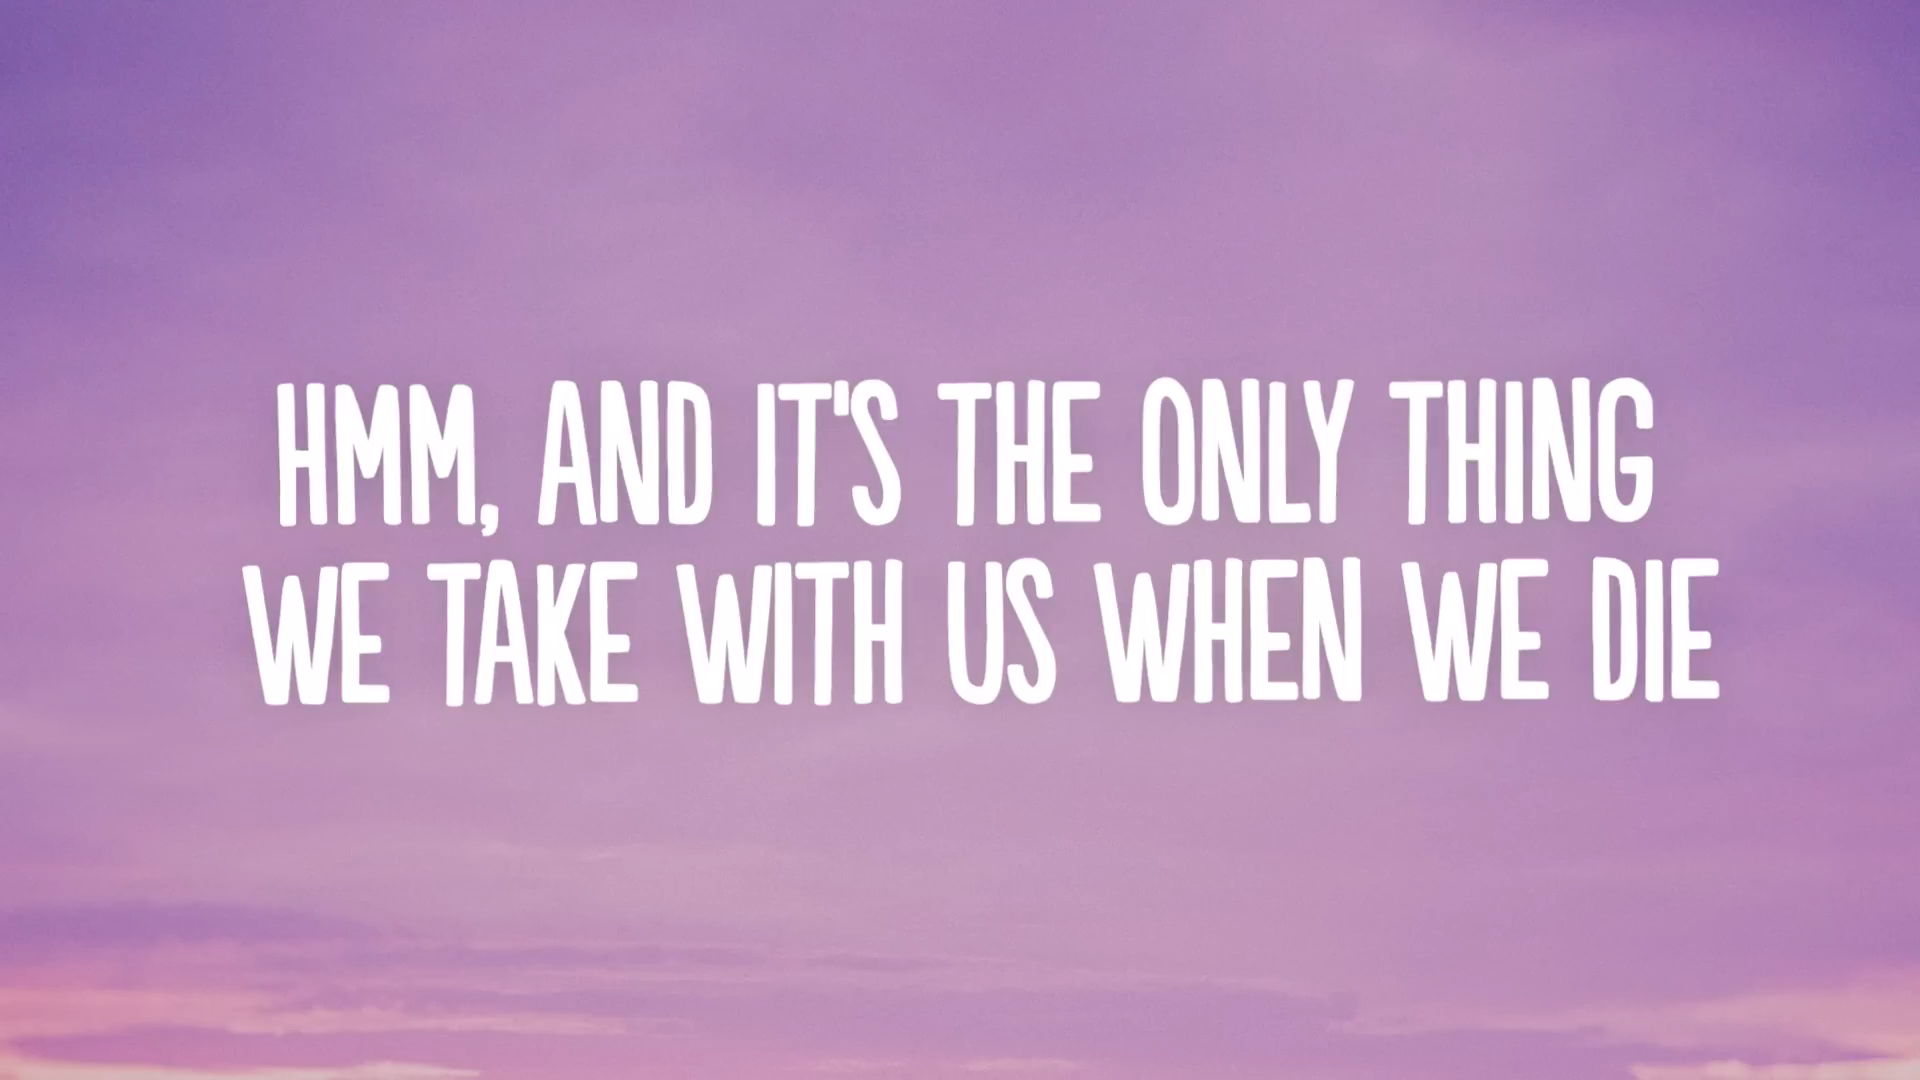 HMM, AND IT'S THE ONLY THING
WE TAKE WITH US WHEN WE DIE